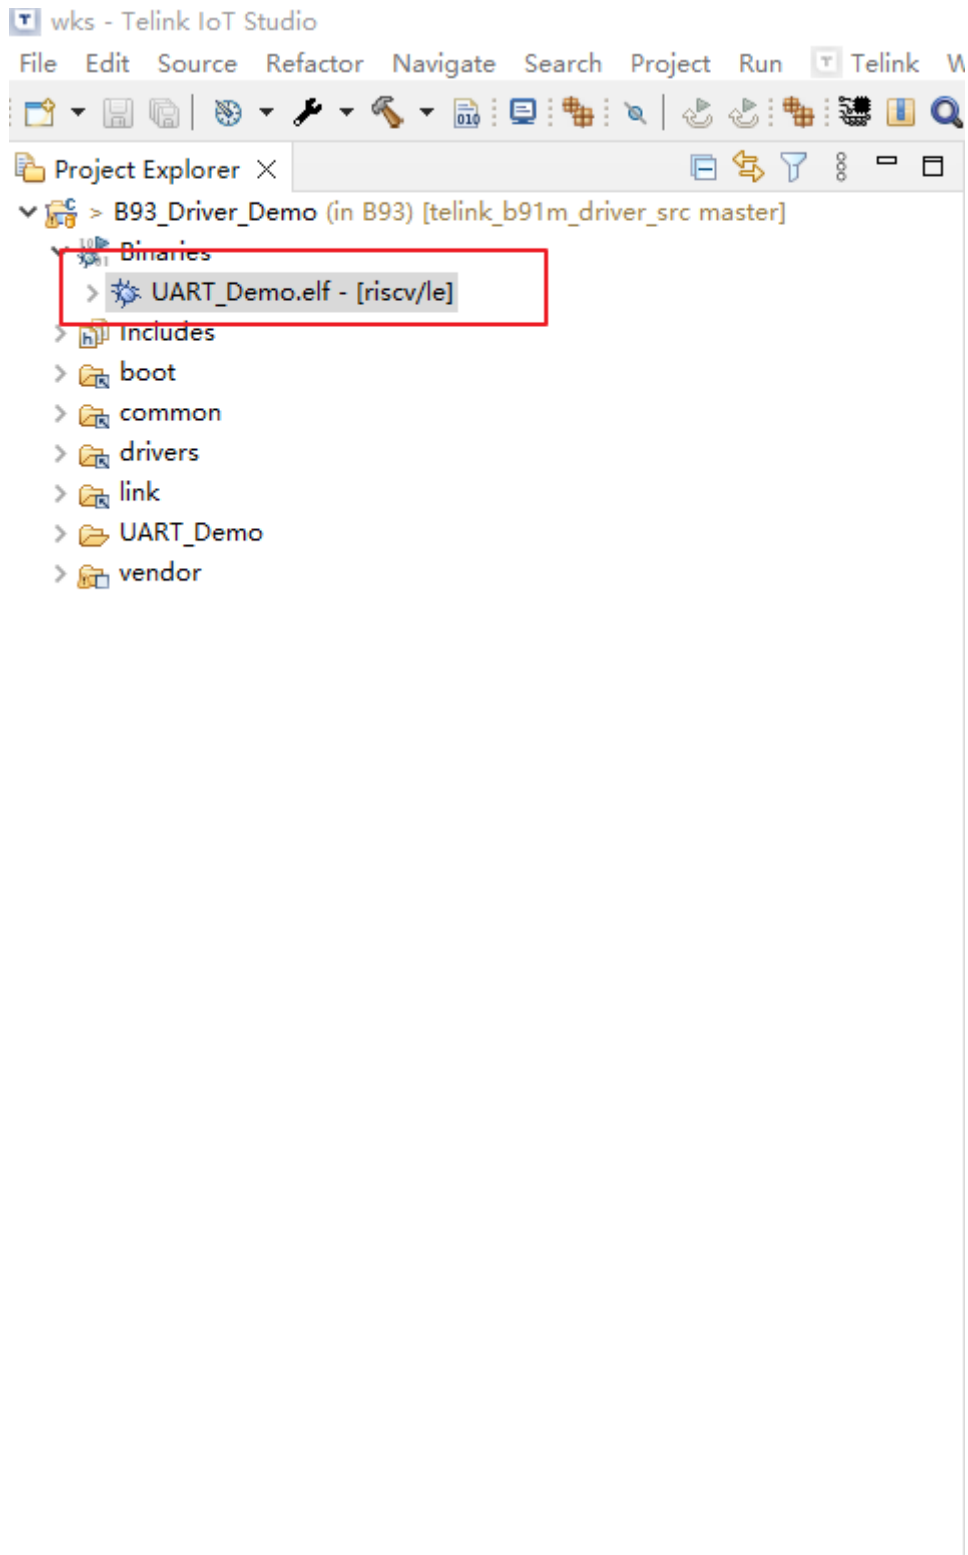 wks - Telink IoT Studio
File Edit Source Refactor Navigate Search Project Run Telink
Project Explorer
> B93_Driver_Demo (in B93) [telink_b91m_driver_src master]
Binaries
UART_Demo.elf - [riscv/le]
Includes
boot
common
drivers
link
UART_Demo
vendor